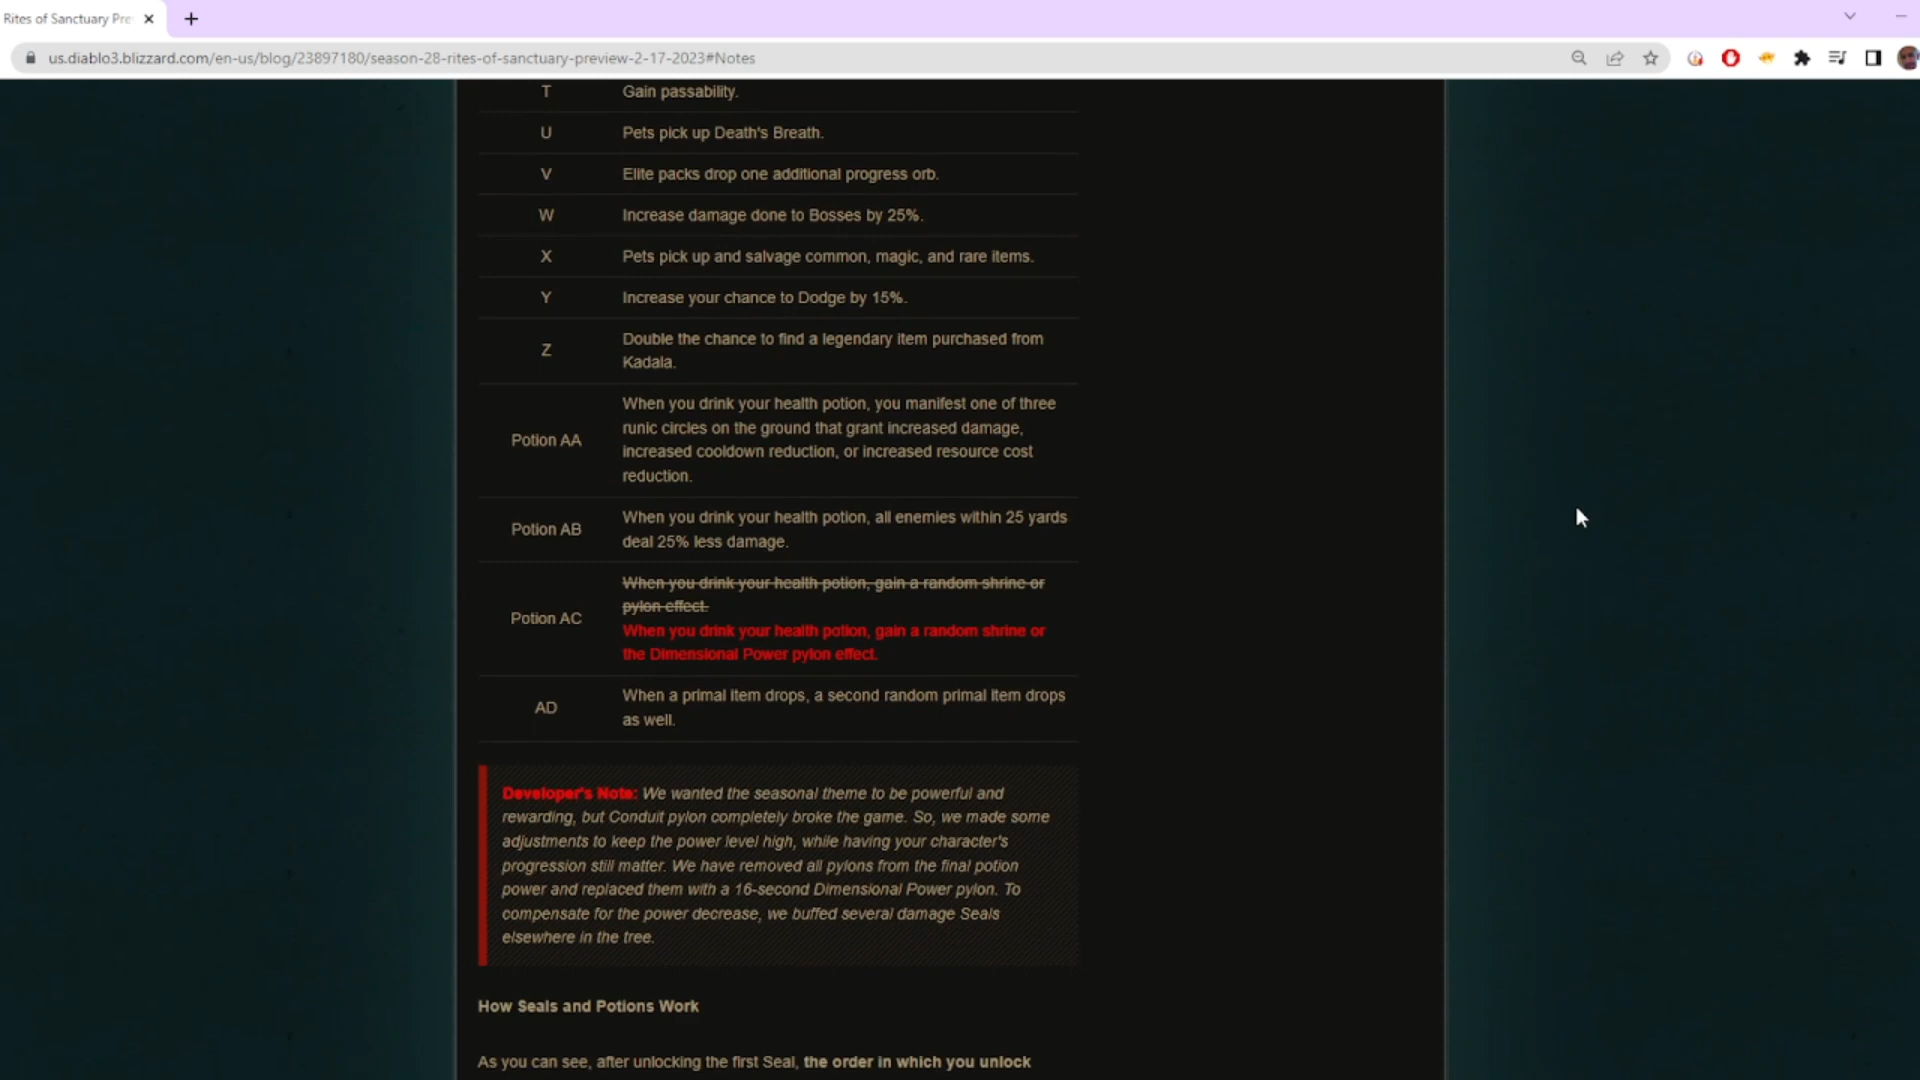 Rites of Sanctuary Pre
us.diablo3.blizzard.com/en-us/blog/23897180/season-28-rites-of-sanctuary-preview-2-17-2023#Notes
T Gain passability.
U Pets pick up Death's Breath.
V Elite packs drop one additional progress orb.
W Increase damage done to Bosses by 25%.
X Pets pick up and salvage common, magic, and rare items.
Y Increase your chance to Dodge by 15%.
Z Double the chance to find a legendary item purchased from
Kadala.
Potion AA When you drink your health potion, you manifest one of three
runic circles on the ground that grant increased damage,
increased cooldown reduction, or increased resource cost
reduction.
Potion AB When you drink your health potion, all enemies within 25 yards
deal 25% less damage.
Potion AC When you drink your health potion, gain a random shrine or
pylon effect.
When you drink your health potion, gain a random shrine or
the Dimensional Power pylon effect.
AD When a primal item drops, a second random primal item drops
as well.
Developer's Note: We wanted the seasonal theme to be powerful and
rewarding, but Conduit pylon completely broke the game. So, we made some
adjustments to keep the power level high, while having your character's
progression still matter. We have removed all pylons from the final potion
power and replaced them with a 16-second Dimensional Power pylon. To
compensate for the power decrease, we buffed several damage Seals
elsewhere in the tree.
How Seals and Potions Work
As you can see, after unlocking the first Seal, the order in which you unlock